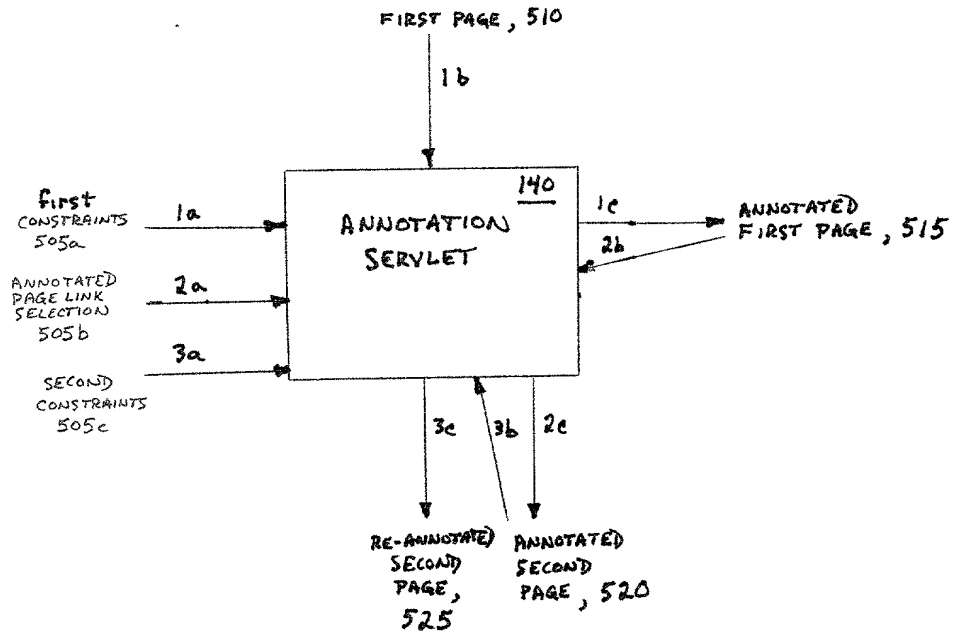 FIRST PAGE, 510
1b
140
ANNOTATION
SERVLET
first
CONSTRAINTS
505a
1a
ANNOTATED
PAGE LINK
SELECTION
505b
2a
3a
SECOND
CONSTRAINTS
505c
1c
2b
ANNOTATED
FIRST PAGE, 515
3c
3b
2c
RE-ANNOTATED
SECOND
PAGE,
525
ANNOTATED
SECOND
PAGE, 520